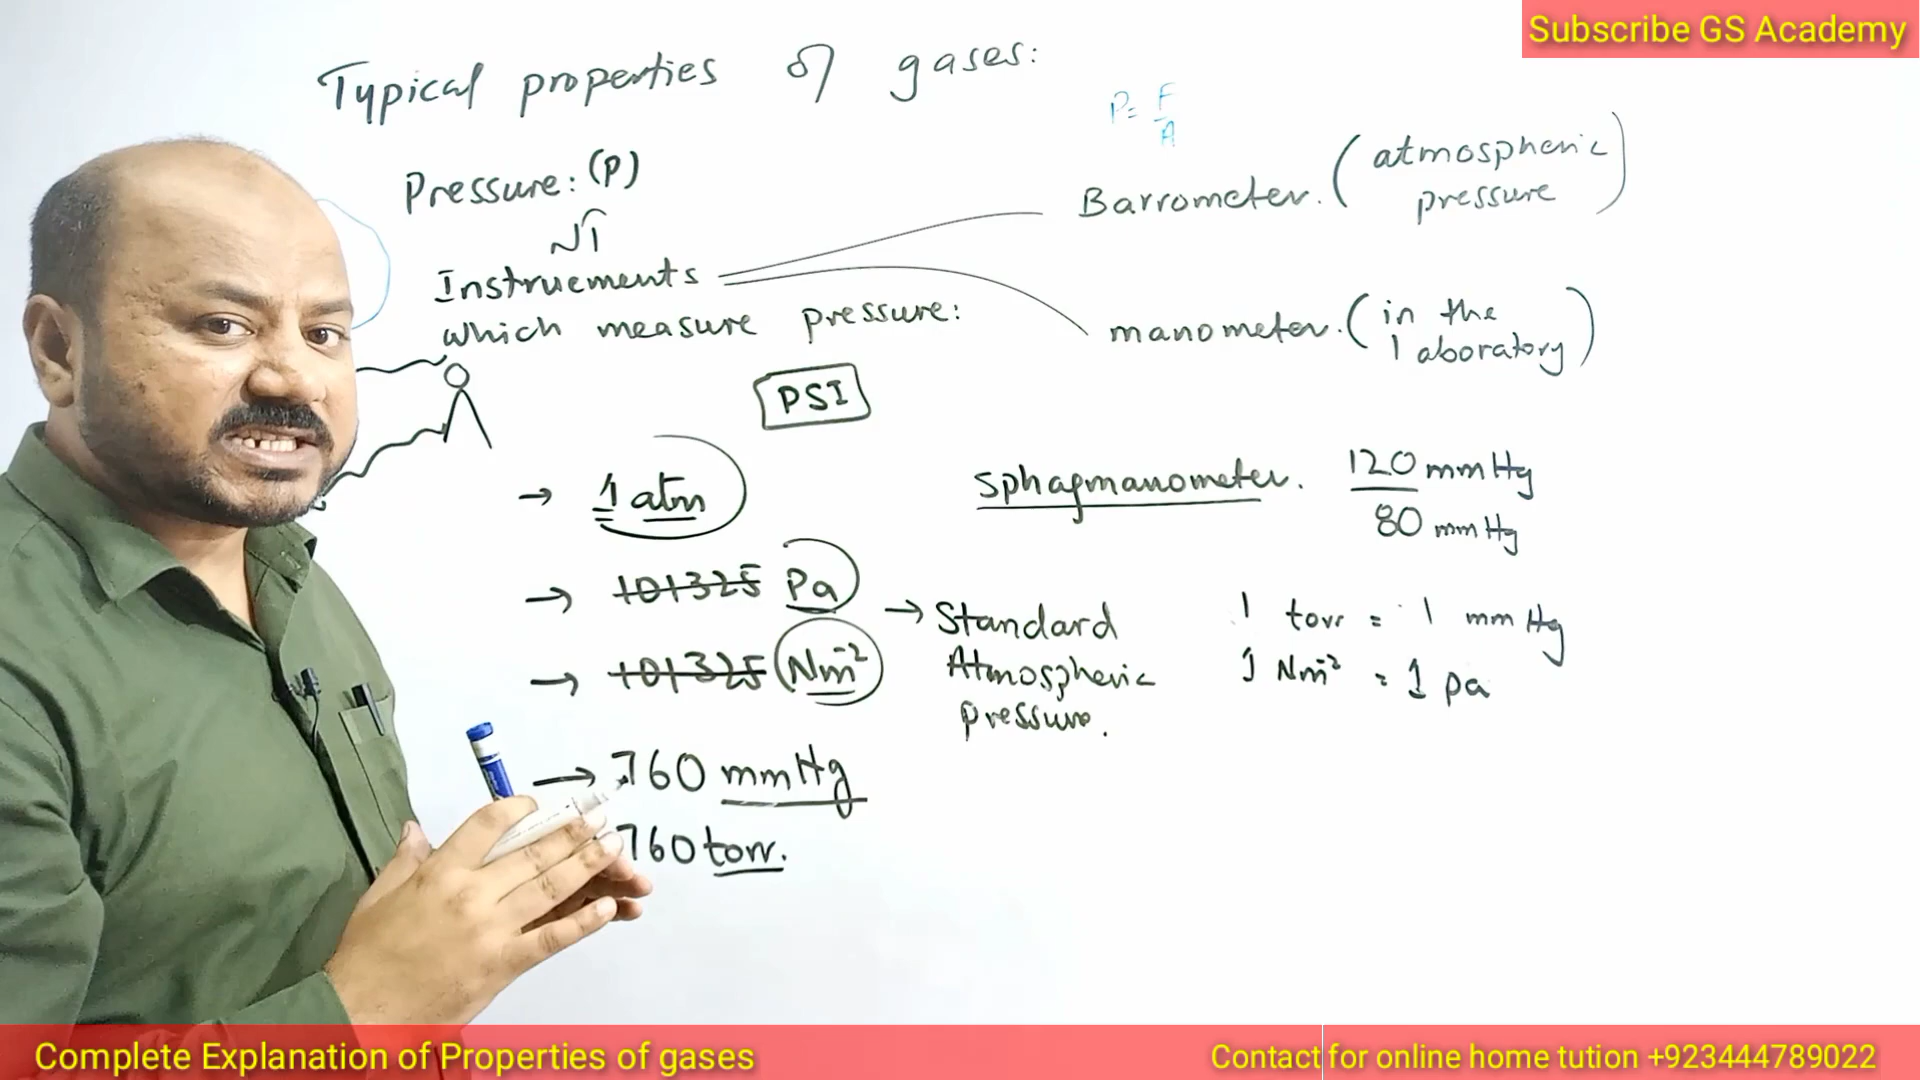 Subscribe GS Academy
Typical properties of gases:
P = F
A
Pressure: (P)
Barrometer. (atmospheric
pressure)
Instruements
which measure pressure:
manometer. (in the
laboratory)
PSI
→ 1 atm
Sphagmanometer. 120 mmHg
80 mmHg
→ 101325 Pa
→ 101325 Nm⁻²
→ Standard
Atmospheric
pressure.
1 torr = 1 mm Hg
1 Nm⁻² = 1 pa
→ 760 mmHg
760 torr.
Complete Explanation of Properties of gases
Contact for online home tution +923444789022